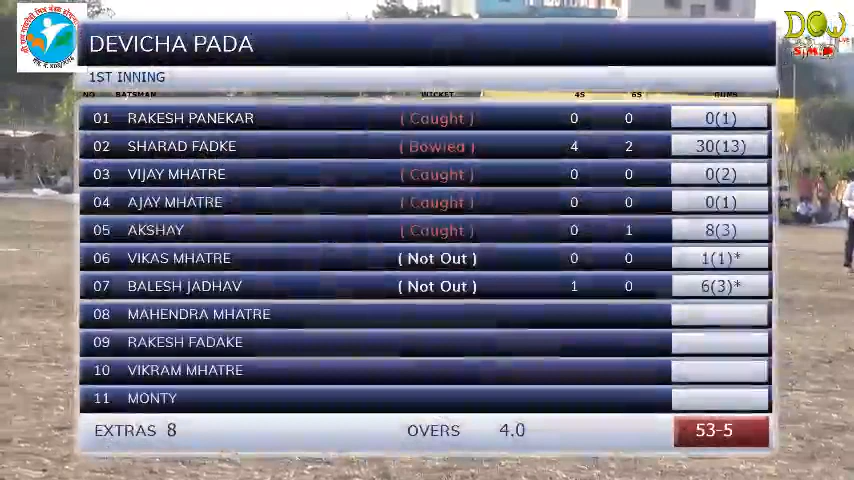 DEVICHA PADA
1ST INNING
NO BATSMAN WICKET 4S 6S RUNS
01 RAKESH PANEKAR ( Caught ) 0 0 0(1)
02 SHARAD FADKE ( Bowled ) 4 2 30(13)
03 VIJAY MHATRE ( Caught ) 0 0 0(2)
04 AJAY MHATRE ( Caught ) 0 0 0(1)
05 AKSHAY ( Caught ) 0 1 8(3)
06 VIKAS MHATRE ( Not Out ) 0 0 1(1)*
07 BALESH JADHAV ( Not Out ) 1 0 6(3)*
08 MAHENDRA MHATRE
09 RAKESH FADAKE
10 VIKRAM MHATRE
11 MONTY
EXTRAS 8 OVERS 4.0 53-5